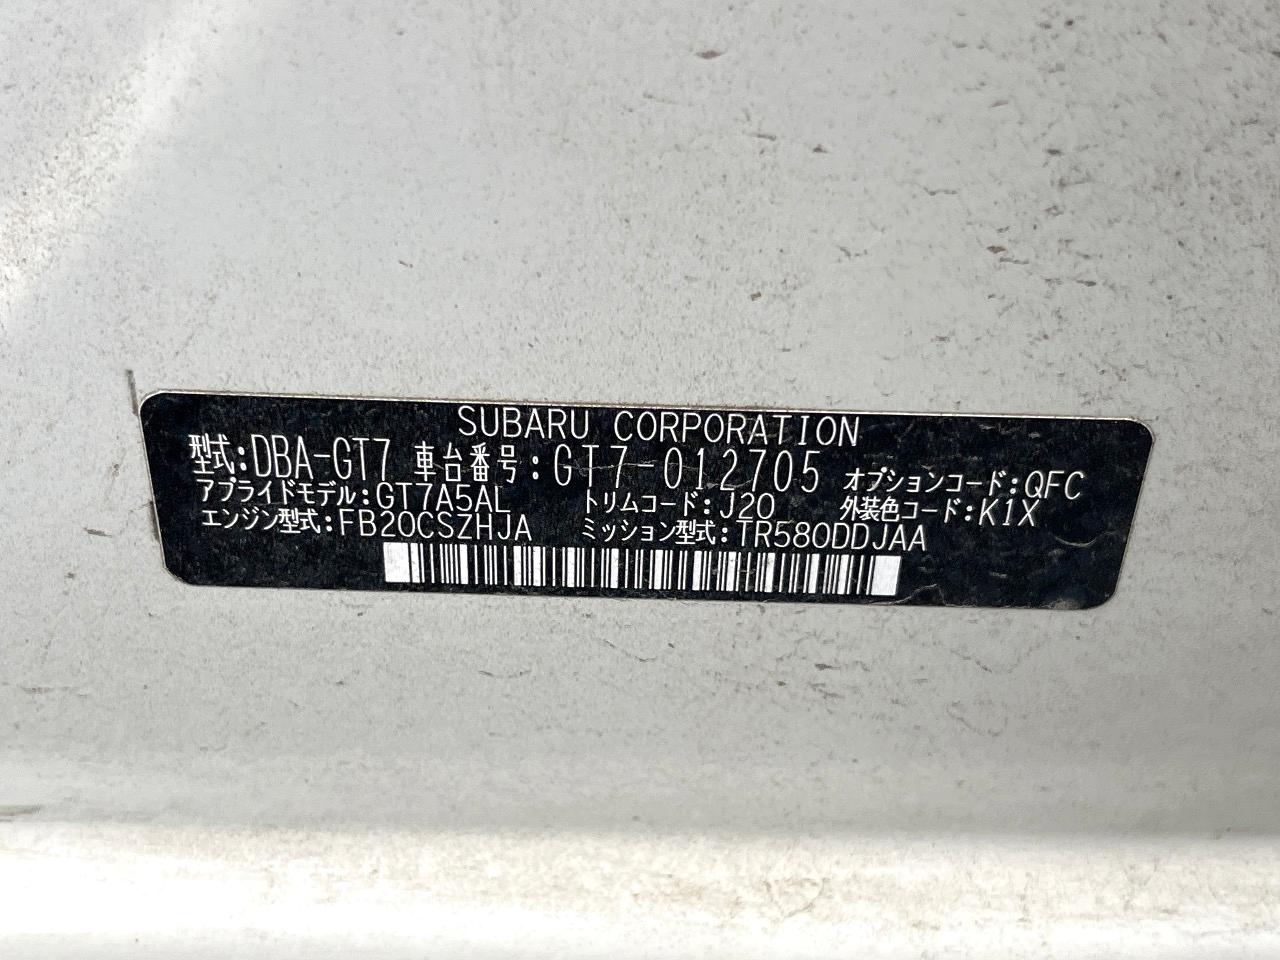 SUBARU CORPORATION
型式:DBA-GT7 車台番号:GT7-012705 オプションコード:QFC
アプライドモデル:GT7A5AL トリムコード:J20 外装色コード:K1X
エンジン型式:FB20CSZHJA ミッション型式:TR580DDJAA